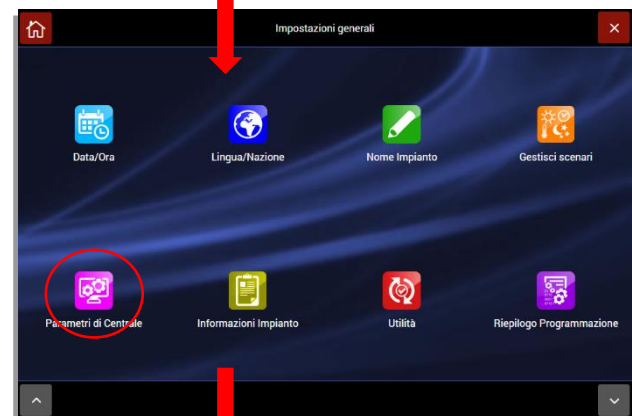 Impostazioni generali
Data/Ora
Lingua/Nazione
Nome Impianto
Gestisci scenari
Parametri di Centrale
Informazioni Impianto
Utilità
Riepilogo Programmazione